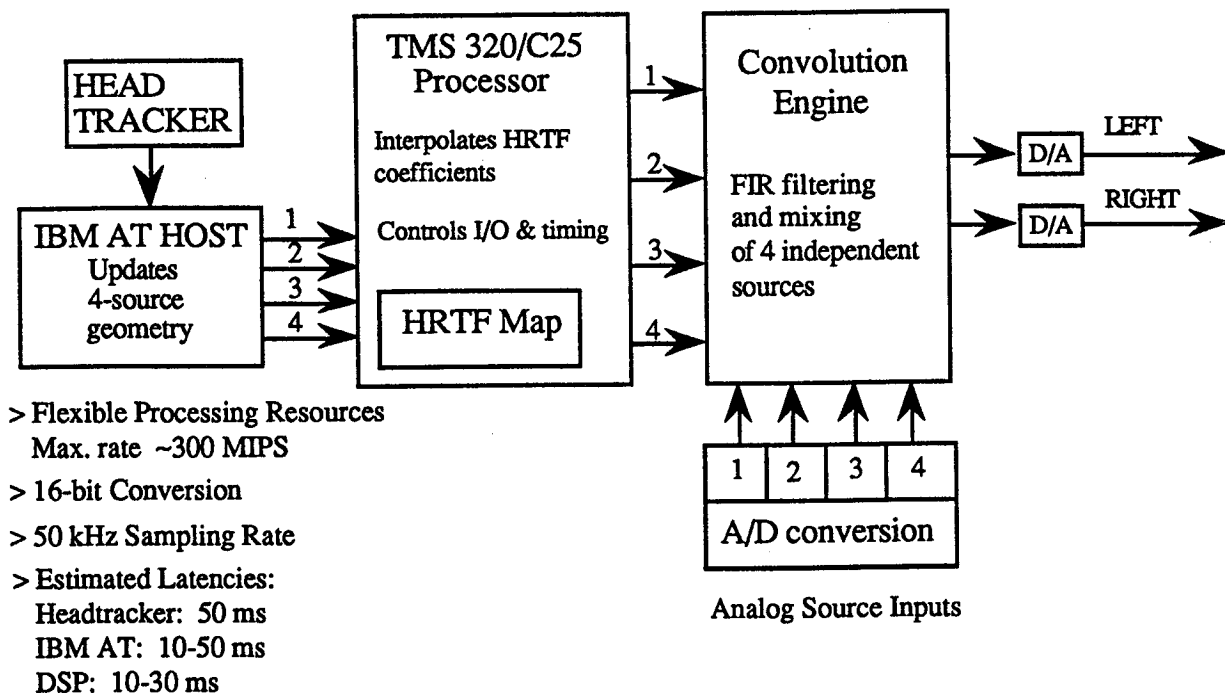 HEAD
TRACKER
IBM AT HOST
Updates
4-source
geometry
1
2
3
4
TMS 320/C25
Processor
Interpolates HRTF
coefficients
Controls I/O & timing
HRTF Map
1
2
3
4
Convolution
Engine
FIR filtering
and mixing
of 4 independent
sources
D/A
LEFT
D/A
RIGHT
1 2 3 4
A/D conversion
Analog Source Inputs
> Flexible Processing Resources
Max. rate ~300 MIPS
> 16-bit Conversion
> 50 kHz Sampling Rate
> Estimated Latencies:
Headtracker: 50 ms
IBM AT: 10-50 ms
DSP: 10-30 ms